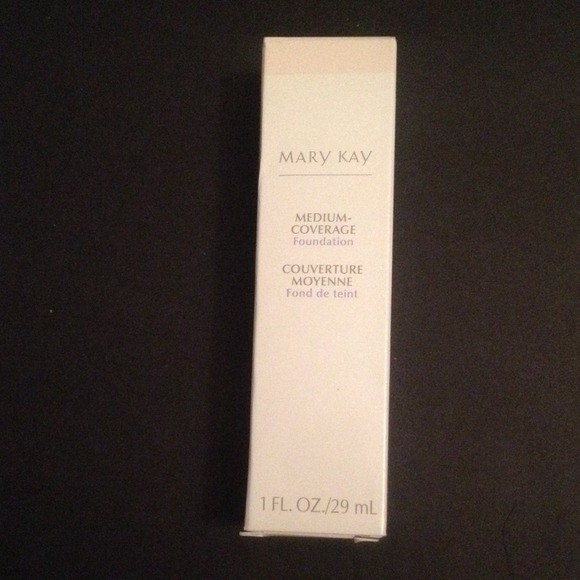 MARY KAY
MEDIUM-
COVERAGE
Foundation
COUVERTURE
MOYENNE
Fond de teint
1 FL. OZ./29 mL